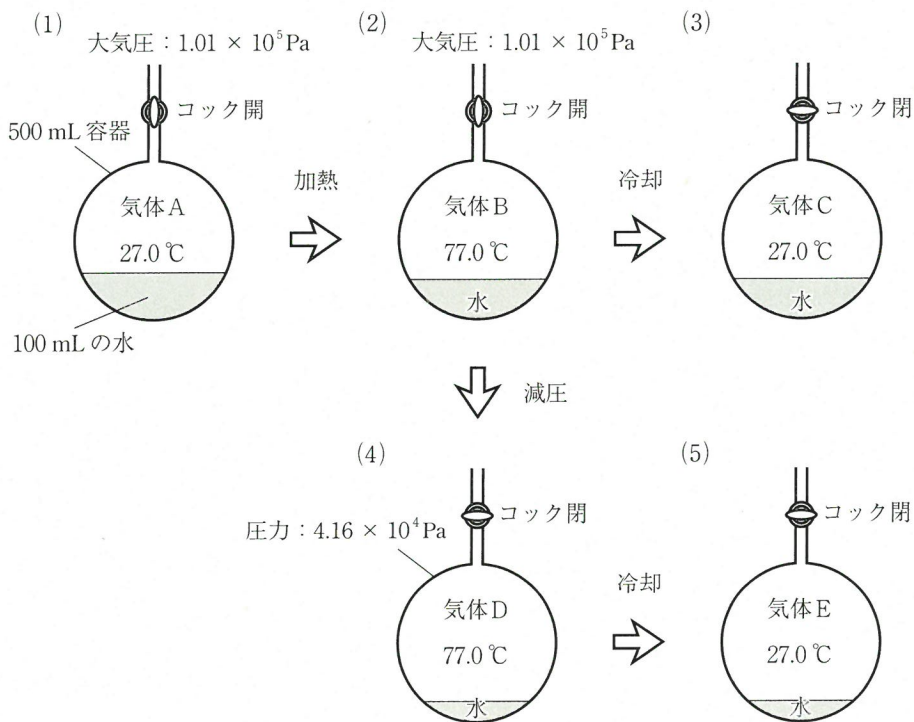 (1)
大気圧：1.01 × 10⁵Pa
コック開
500 mL 容器
気体A
27.0 ℃
100 mL の水
加熱
(2)
大気圧：1.01 × 10⁵Pa
コック開
気体B
77.0 ℃
水
冷却
(3)
コック閉
気体C
27.0 ℃
水
減圧
(4)
コック閉
圧力：4.16 × 10⁴Pa
気体D
77.0 ℃
水
冷却
(5)
コック閉
気体E
27.0 ℃
水